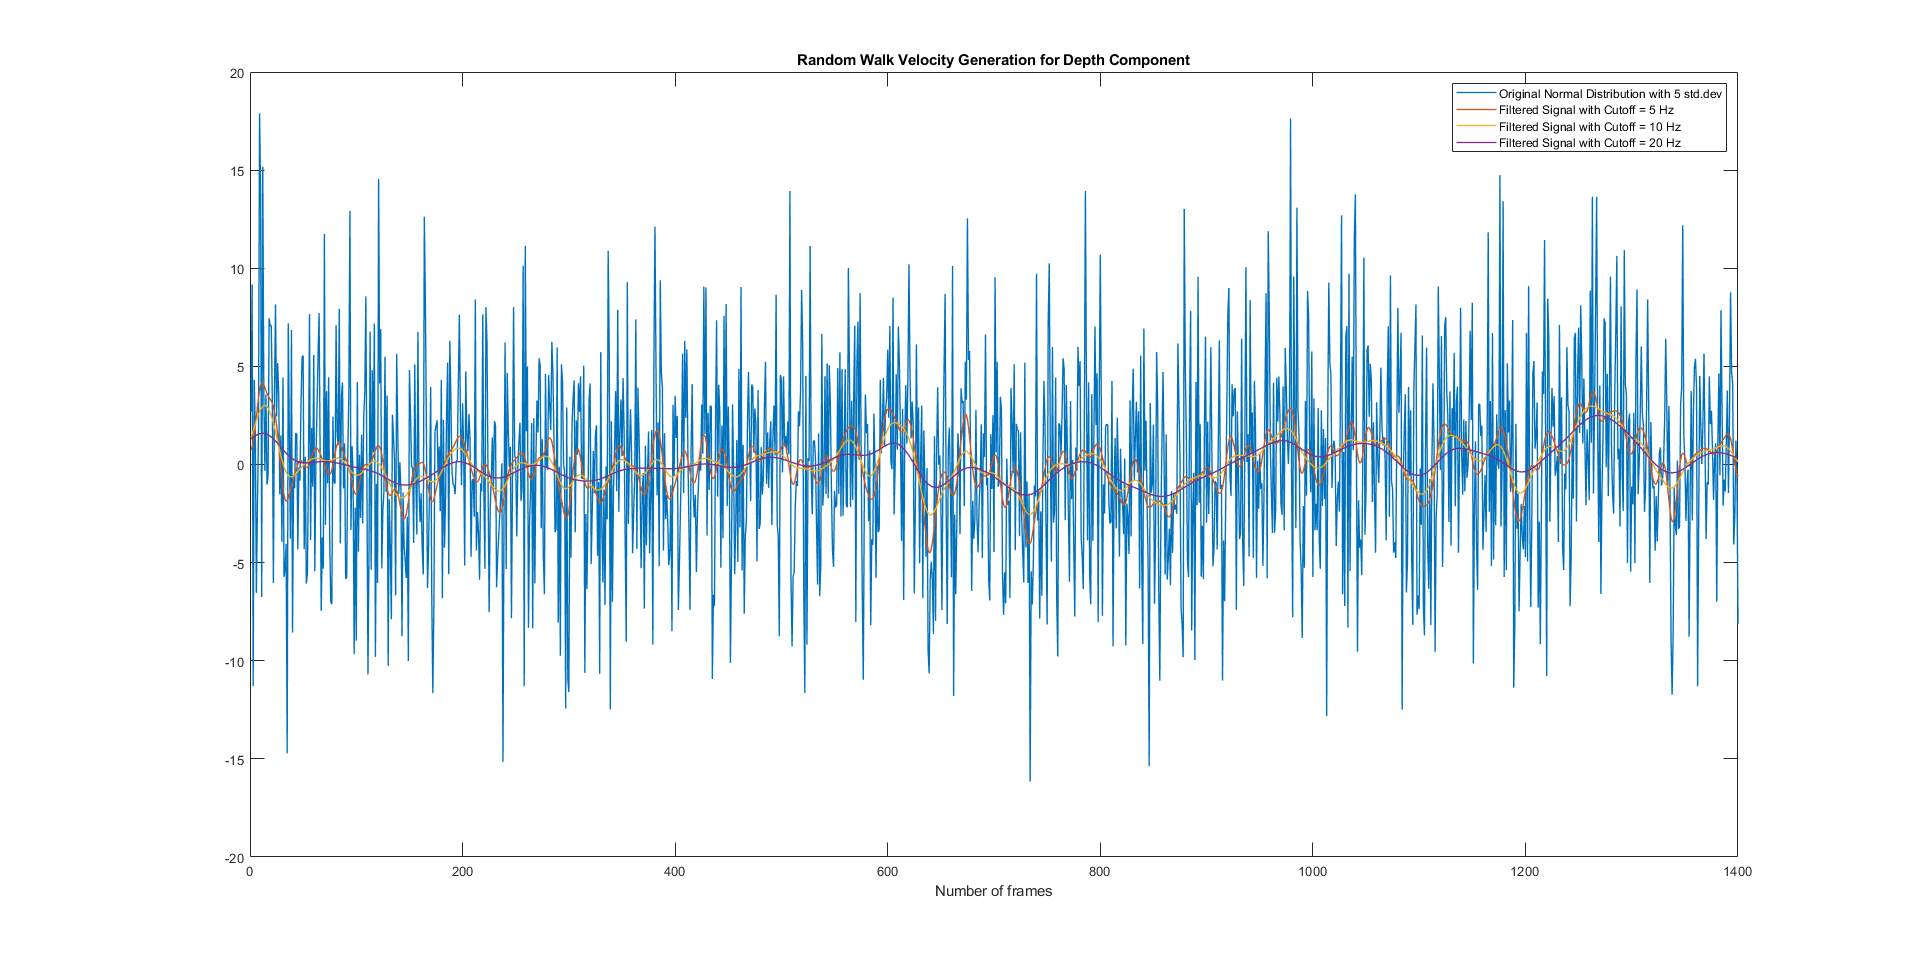 Random Walk Velocity Generation for Depth Component
20
15
10
5
0
-5
-10
-15
-20
Original Normal Distribution with 5 std.dev
Filtered Signal with Cutoff = 5 Hz
Filtered Signal with Cutoff = 10 Hz
Filtered Signal with Cutoff = 20 Hz
0 200 400 600 800 1000 1200 1400
Number of frames